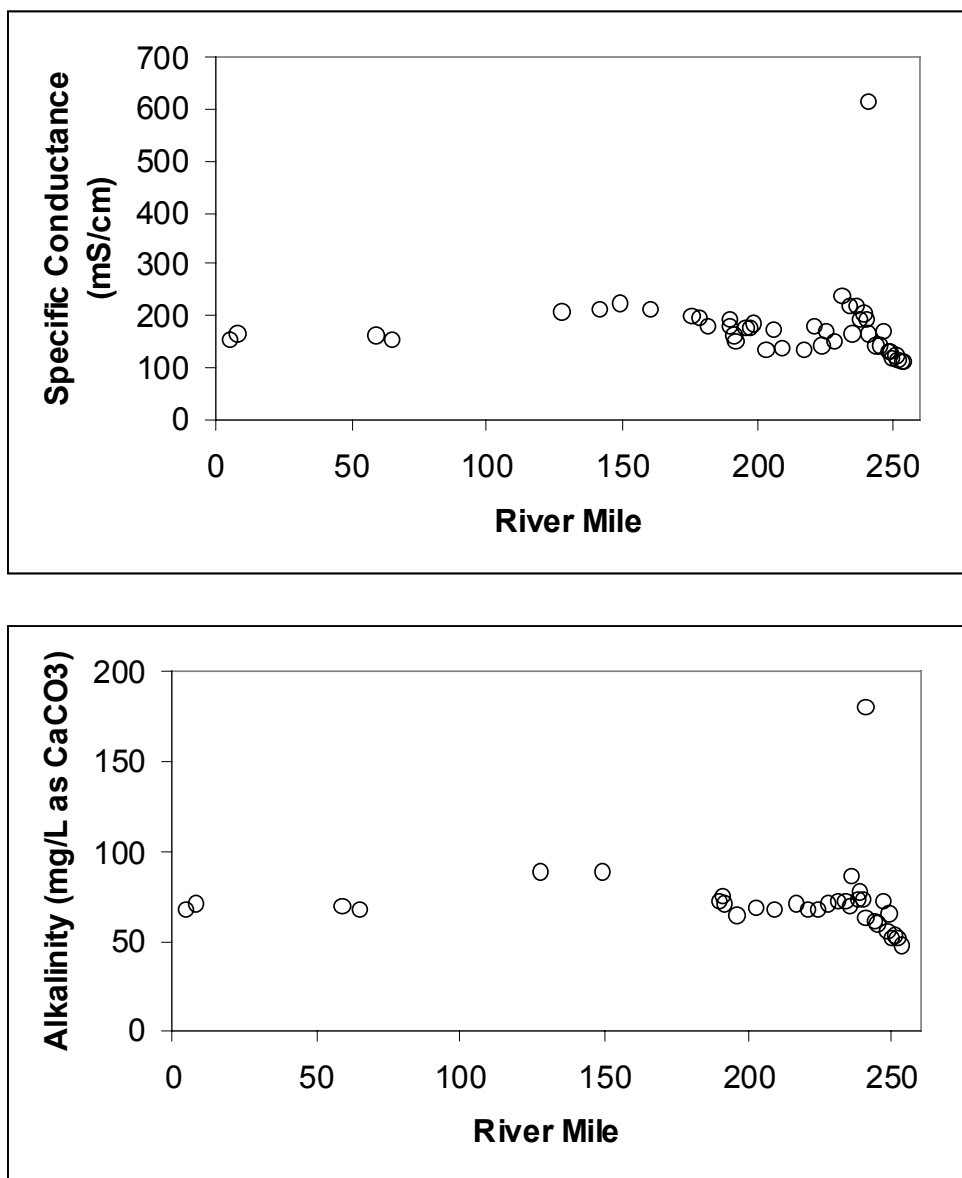 Specific Conductance
(mS/cm)
700
600
500
400
300
200
100
0
0 50 100 150 200 250
River Mile
Alkalinity (mg/L as CaCO3)
200
150
100
50
0
0 50 100 150 200 250
River Mile